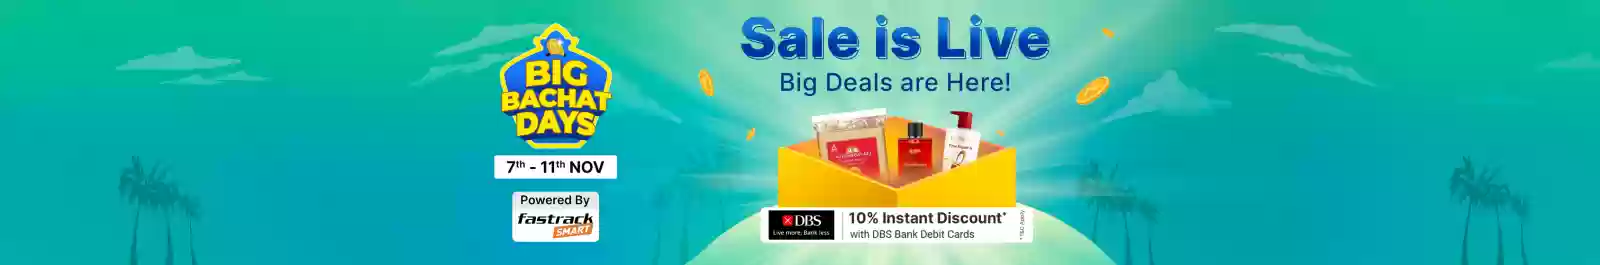 BIG
BACHAT
DAYS
7th - 11th NOV
Powered By
fastrack
SMART
Sale is Live
Big Deals are Here!
DBS
Live more, Bank less
10% Instant Discount*
with DBS Bank Debit Cards